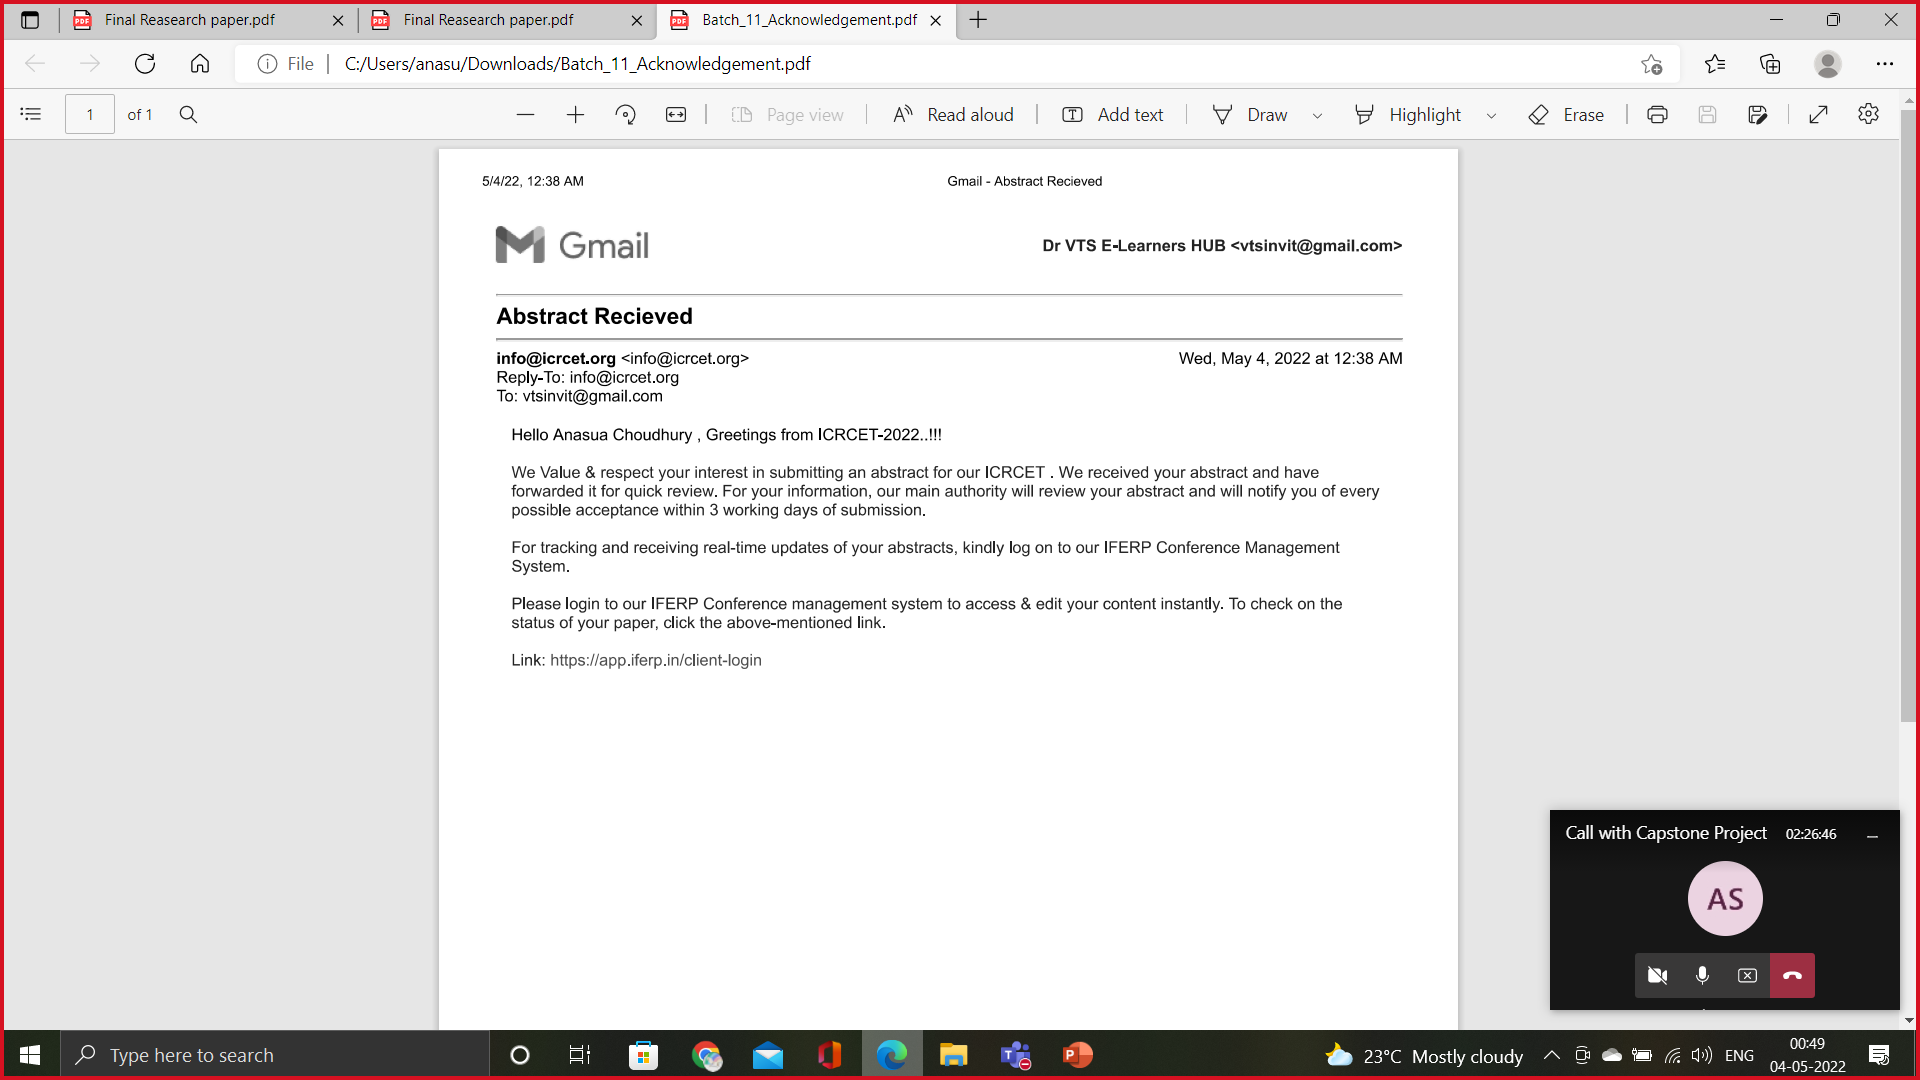 Final Reasearch paper.pdf
Final Reasearch paper.pdf
Batch_11_Acknowledgement.pdf
File
C:/Users/anasu/Downloads/Batch_11_Acknowledgement.pdf
1 of 1
Page view
Read aloud
Add text
Draw
Highlight
Erase
5/4/22, 12:38 AM
Gmail - Abstract Recieved
Gmail
Dr VTS E-Learners HUB <vtsinvit@gmail.com>
Abstract Recieved
info@icrcet.org <info@icrcet.org>
Wed, May 4, 2022 at 12:38 AM
Reply-To: info@icrcet.org
To: vtsinvit@gmail.com
Hello Anasua Choudhury , Greetings from ICRCET-2022..!!!
We Value & respect your interest in submitting an abstract for our ICRCET . We received your abstract and have
forwarded it for quick review. For your information, our main authority will review your abstract and will notify you of every
possible acceptance within 3 working days of submission.
For tracking and receiving real-time updates of your abstracts, kindly log on to our IFERP Conference Management
System.
Please login to our IFERP Conference management system to access & edit your content instantly. To check on the
status of your paper, click the above-mentioned link.
Link: https://app.iferp.in/client-login
Call with Capstone Project 02:26:46
AS
Type here to search
23°C Mostly cloudy
ENG
00:49
04-05-2022